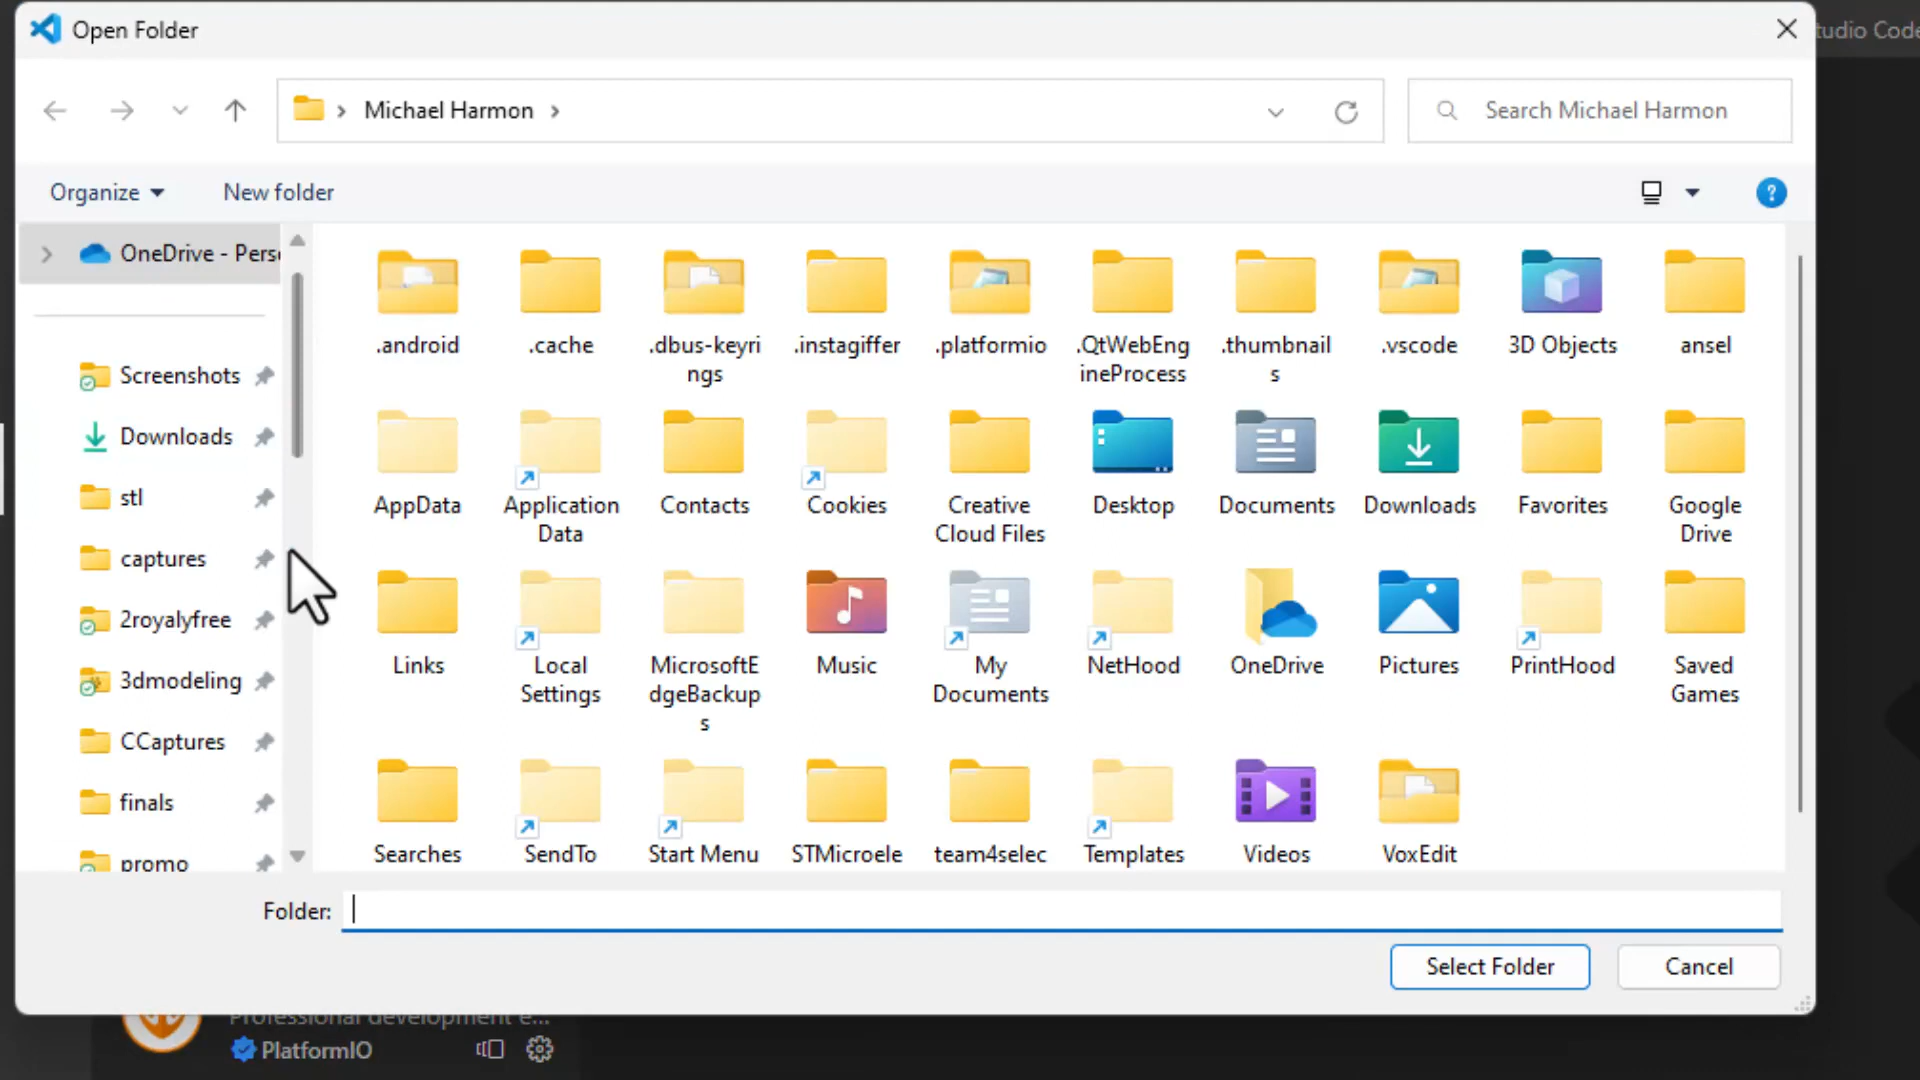 Open Folder
tudio Code
Michael Harmon
Search Michael Harmon
Organize
New folder
OneDrive - Pers
Screenshots
Downloads
stl
captures
2royalyfree
3dmodeling
CCaptures
finals
promo
.android
.cache
.dbus-keyri
ngs
.instagiffer
.platformio
.QtWebEng
ineProcess
.thumbnail
s
.vscode
3D Objects
ansel
AppData
Application
Data
Contacts
Cookies
Creative
Cloud Files
Desktop
Documents
Downloads
Favorites
Google
Drive
Links
Local
Settings
MicrosoftE
dgeBackup
s
Music
My
Documents
NetHood
OneDrive
Pictures
PrintHood
Saved
Games
Searches
SendTo
Start Menu
STMicroele
team4selec
Templates
Videos
VoxEdit
Folder:
Select Folder
Cancel
Professional development e...
PlatformIO